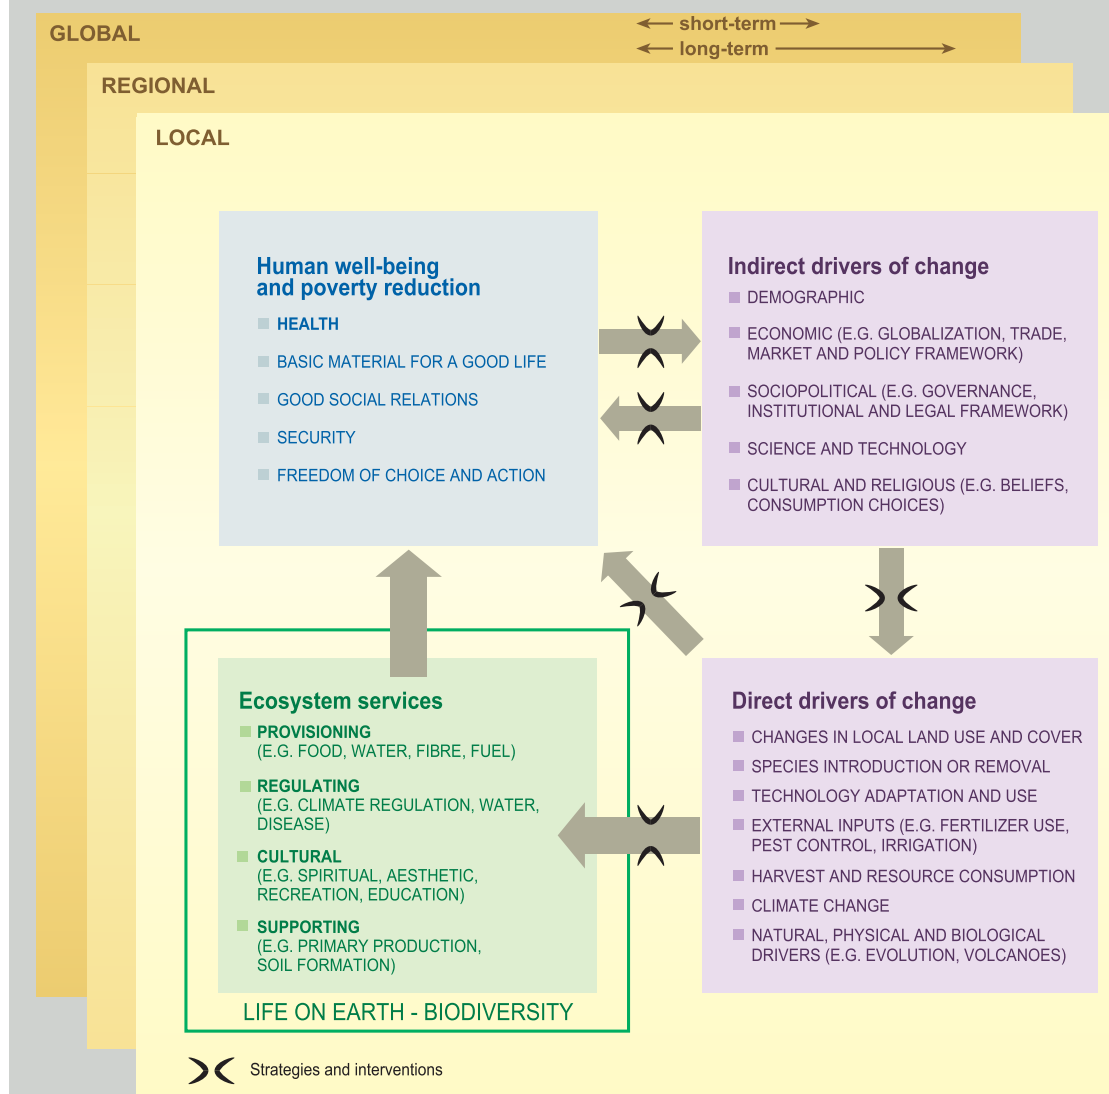 GLOBAL
short-term
long-term
REGIONAL
LOCAL
Human well-being
and poverty reduction
HEALTH
BASIC MATERIAL FOR A GOOD LIFE
GOOD SOCIAL RELATIONS
SECURITY
FREEDOM OF CHOICE AND ACTION
Indirect drivers of change
DEMOGRAPHIC
ECONOMIC (E.G. GLOBALIZATION, TRADE,
MARKET AND POLICY FRAMEWORK)
SOCIOPOLITICAL (E.G. GOVERNANCE,
INSTITUTIONAL AND LEGAL FRAMEWORK)
SCIENCE AND TECHNOLOGY
CULTURAL AND RELIGIOUS (E.G. BELIEFS,
CONSUMPTION CHOICES)
Ecosystem services
PROVISIONING
(E.G. FOOD, WATER, FIBRE, FUEL)
REGULATING
(E.G. CLIMATE REGULATION, WATER,
DISEASE)
CULTURAL
(E.G. SPIRITUAL, AESTHETIC,
RECREATION, EDUCATION)
SUPPORTING
(E.G. PRIMARY PRODUCTION,
SOIL FORMATION)
LIFE ON EARTH - BIODIVERSITY
Direct drivers of change
CHANGES IN LOCAL LAND USE AND COVER
SPECIES INTRODUCTION OR REMOVAL
TECHNOLOGY ADAPTATION AND USE
EXTERNAL INPUTS (E.G. FERTILIZER USE,
PEST CONTROL, IRRIGATION)
HARVEST AND RESOURCE CONSUMPTION
CLIMATE CHANGE
NATURAL, PHYSICAL AND BIOLOGICAL
DRIVERS (E.G. EVOLUTION, VOLCANOES)
Strategies and interventions